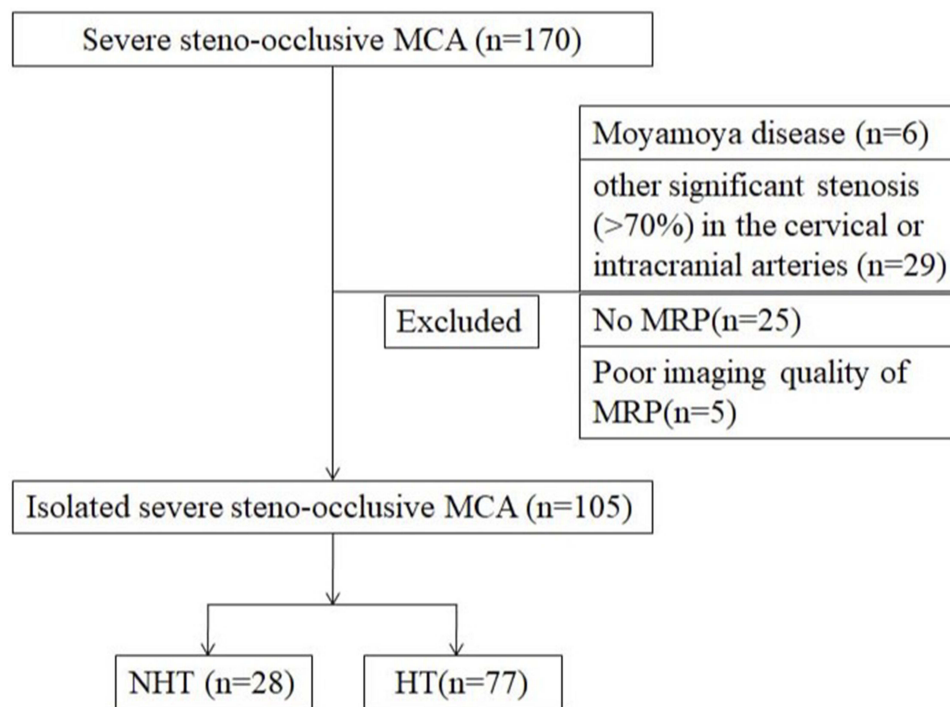 Severe steno-occlusive MCA (n=170)
Moyamoya disease (n=6)
other significant stenosis
(>70%) in the cervical or
intracranial arteries (n=29)
Excluded
No MRP(n=25)
Poor imaging quality of
MRP(n=5)
Isolated severe steno-occlusive MCA (n=105)
NHT (n=28)
HT(n=77)